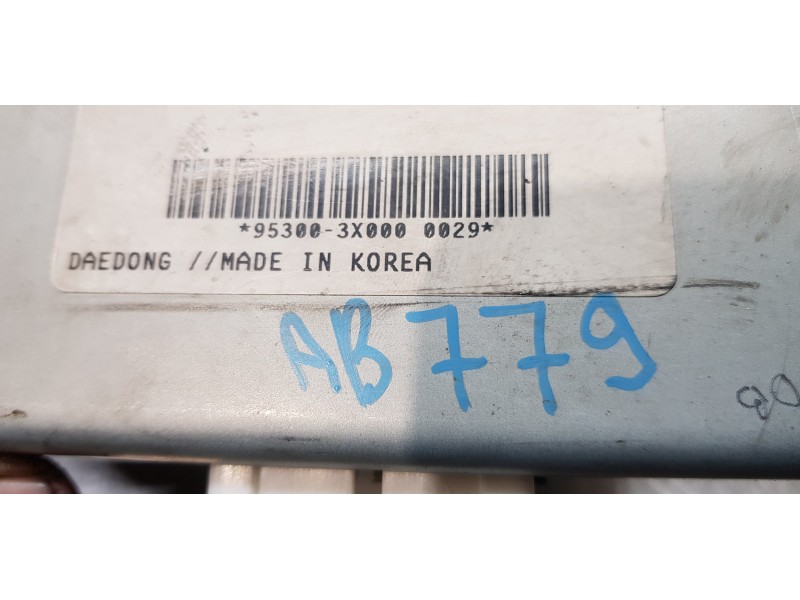 *95300-3X000 0029*
DAEDONG //MADE IN KOREA
AB779